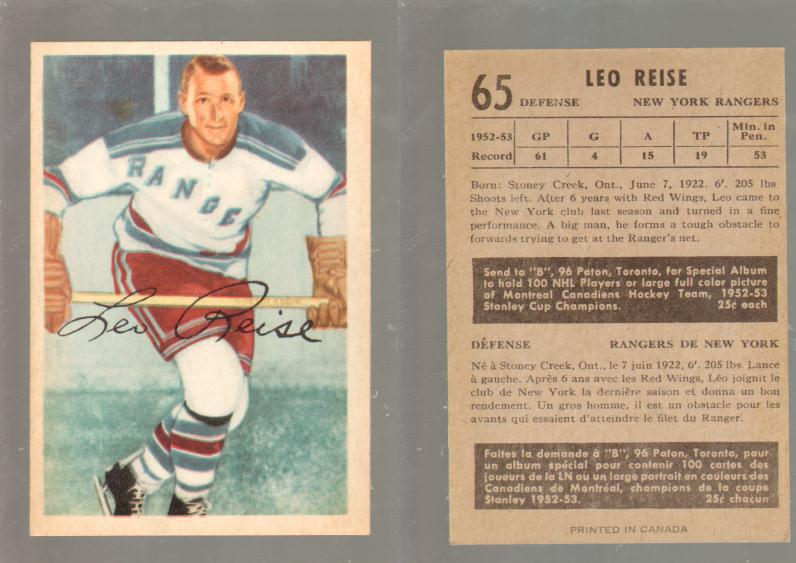 RANGE
Leo Reise
65
LEO REISE
DEFENSE NEW YORK RANGERS
1952-53 GP G A TP Min. in Pen.
Record 61 4 15 19 53
Born: Stoney Creek, Ont., June 7, 1922. 6'. 205 lbs.
Shoots left. After 6 years with Red Wings, Leo came to
the New York club last season and turned in a fine
performance. A big man, he forms a tough obstacle to
forwards trying to get at the Ranger's net.
Send to "B", 96 Paton, Toronto, for Special Album
to hold 100 NHL Players or large full color picture
of Montreal Canadiens Hockey Team, 1952-53
Stanley Cup Champions. 25¢ each
DÉFENSE RANGERS DE NEW YORK
Né à Stoney Creek, Ont., le 7 juin 1922, 6'. 205 lbs. Lance
à gauche. Après 6 ans avec les Red Wings, Léo joignit le
club de New York la dernière saison et donna un bon
rendement. Un gros homme, il est un obstacle pour les
avants qui essaient d'atteindre le filet du Ranger.
Faites la demande à "B", 96 Paton, Toronto, pour
un album spécial pour contenir 100 cartes des
joueurs de la LN ou un large portrait en couleurs des
Canadiens de Montréal, champions de la coupe
Stanley 1952-53. 25¢ chacun
PRINTED IN CANADA